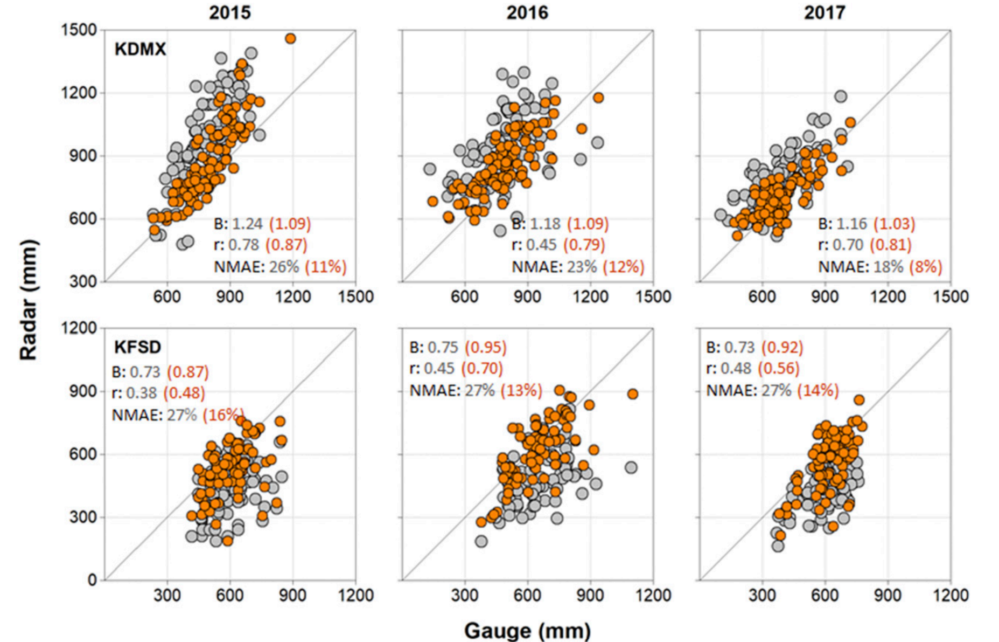 2015 2016 2017
1500
KDMX
1200
900
600
300
B: 1.24 (1.09)
r: 0.78 (0.87)
NMAE: 26% (11%)
B: 1.18 (1.09)
r: 0.45 (0.79)
NMAE: 23% (12%)
B: 1.16 (1.03)
r: 0.70 (0.81)
NMAE: 18% (8%)
600 900 1200 1500 600 900 1200 1500 600 900 1200 1500
Radar (mm)
1200
900
600
300
0
KFSD
B: 0.73 (0.87)
r: 0.38 (0.48)
NMAE: 27% (16%)
B: 0.75 (0.95)
r: 0.45 (0.70)
NMAE: 27% (13%)
B: 0.73 (0.92)
r: 0.48 (0.56)
NMAE: 27% (14%)
300 600 900 1200 300 600 900 1200 300 600 900 1200
Gauge (mm)